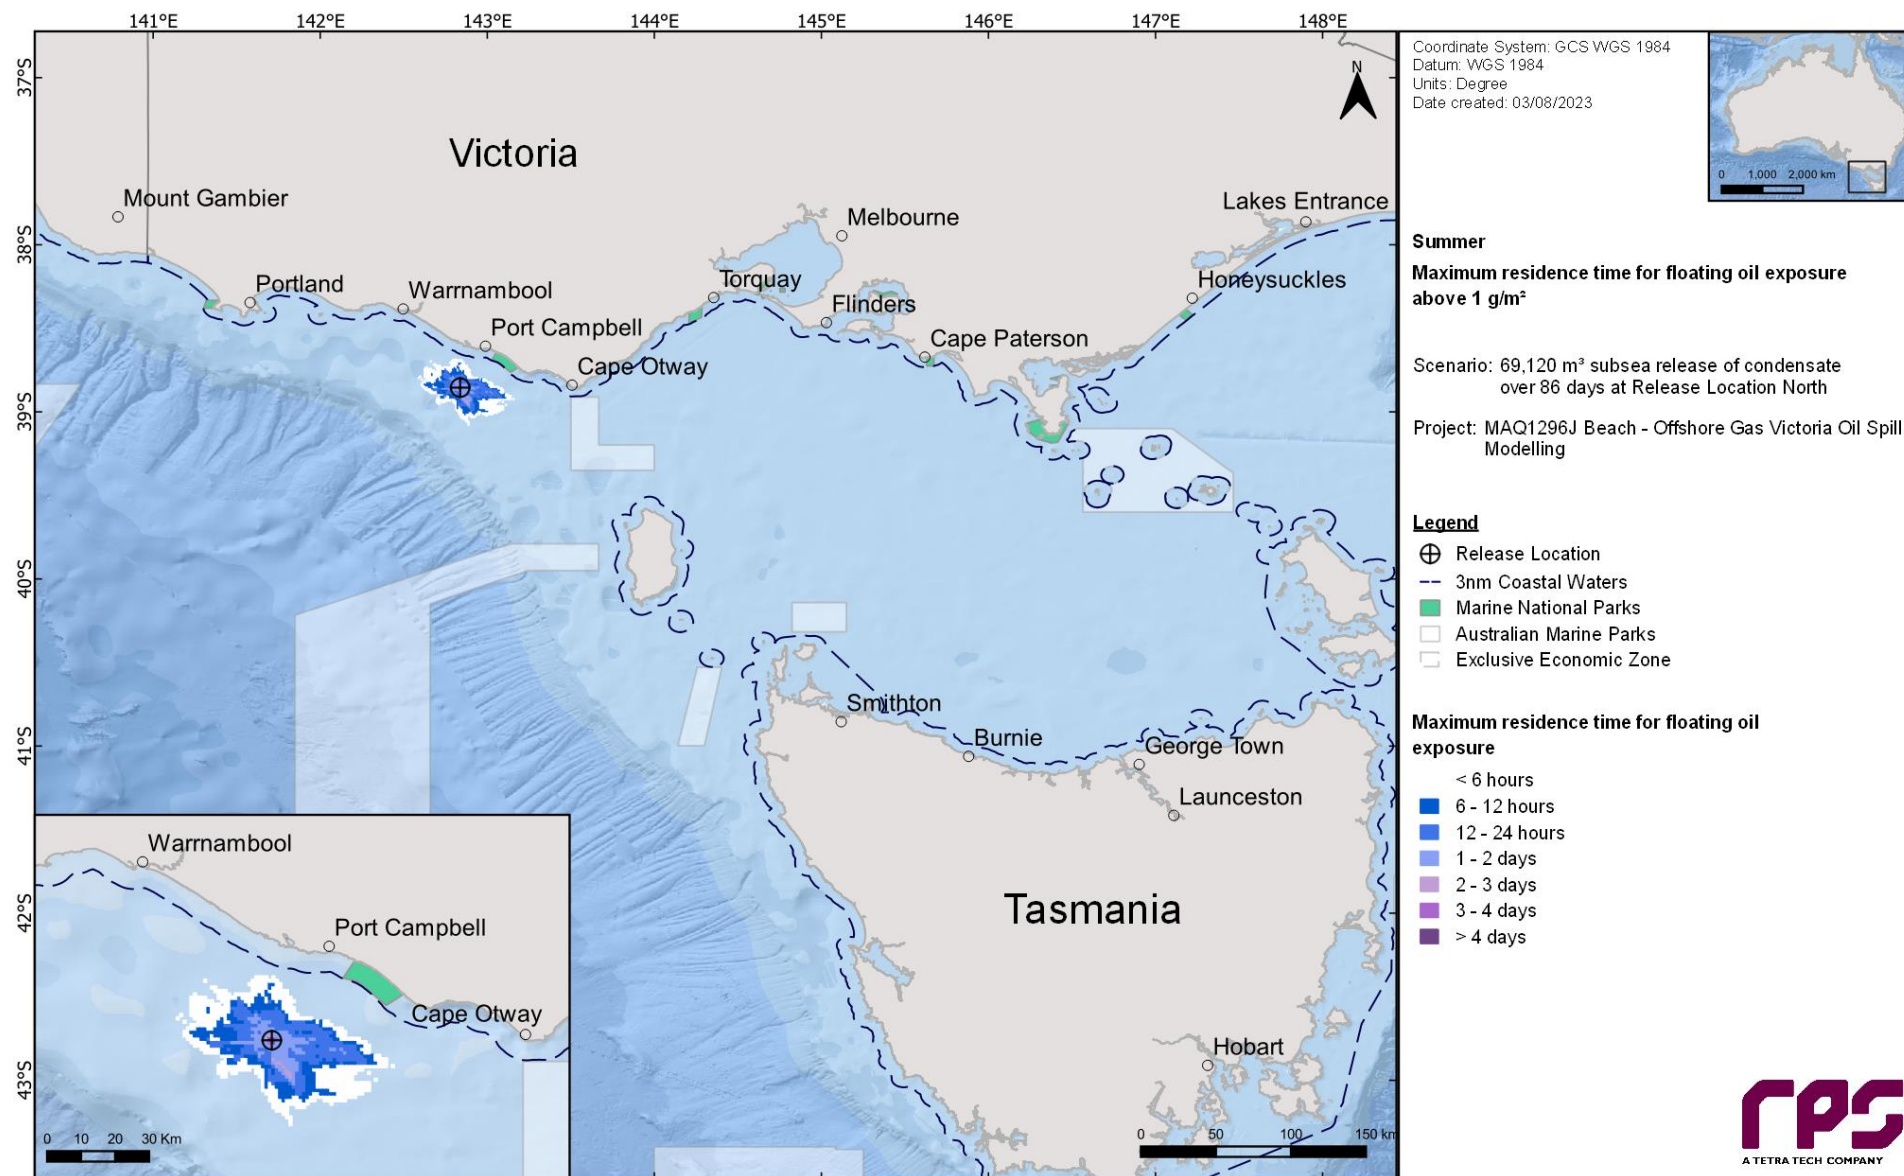 141°E 142°E 143°E 144°E 145°E 146°E 147°E 148°E
37°S
38°S
39°S
40°S
41°S
42°S
43°S
N
Victoria
Mount Gambier
Portland
Warrnambool
Port Campbell
Cape Otway
Torquay
Melbourne
Flinders
Cape Paterson
Honeysuckles
Lakes Entrance
Smithton
Burnie
George Town
Launceston
Tasmania
Hobart
0 50 100 150 km
Warrnambool
Port Campbell
Cape Otway
0 10 20 30 Km
Coordinate System: GCS WGS 1984
Datum: WGS 1984
Units: Degree
Date created: 03/08/2023
0 1,000 2,000 km
Summer
Maximum residence time for floating oil exposure
above 1 g/m²
Scenario: 69,120 m³ subsea release of condensate
over 86 days at Release Location North
Project: MAQ1296J Beach - Offshore Gas Victoria Oil Spill
Modelling
Legend
Release Location
3nm Coastal Waters
Marine National Parks
Australian Marine Parks
Exclusive Economic Zone
Maximum residence time for floating oil
exposure
< 6 hours
6 - 12 hours
12 - 24 hours
1 - 2 days
2 - 3 days
3 - 4 days
> 4 days
rps
A TETRA TECH COMPANY